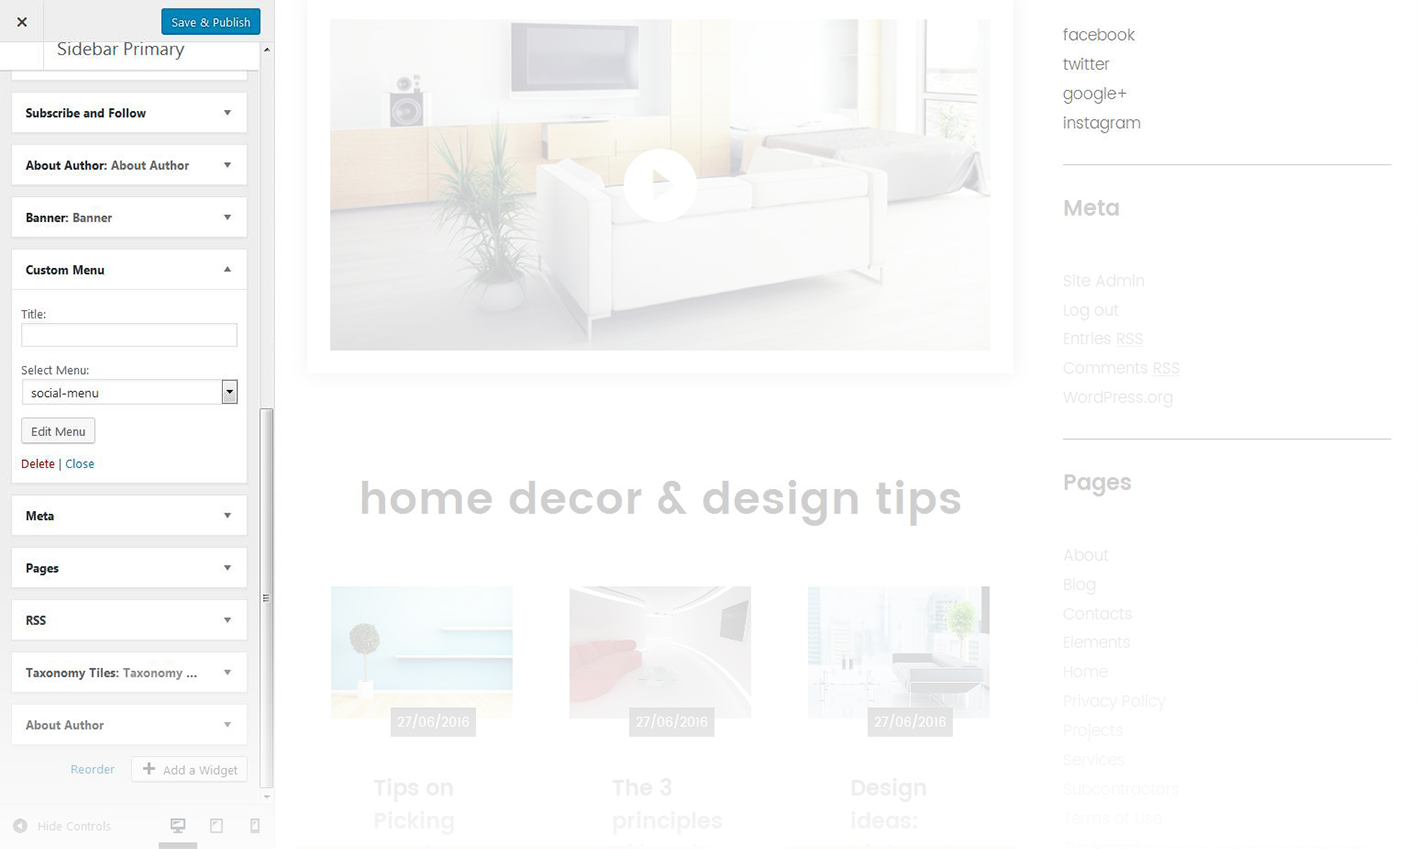 Save & Publish
Sidebar Primary
Subscribe and Follow
About Author: About Author
Banner: Banner
Custom Menu
Title:
Select Menu:
social-menu
Edit Menu
Delete | Close
Meta
Pages
RSS
Taxonomy Tiles: Taxonomy ...
About Author
Reorder
Add a Widget
Hide Controls
home decor & design tips
27/06/2016
27/06/2016
27/06/2016
Tips on
Picking
The 3
principles
Design
ideas:
facebook
twitter
google+
instagram
Meta
Site Admin
Log out
Entries RSS
Comments RSS
WordPress.org
Pages
About
Blog
Contacts
Elements
Home
Privacy Policy
Projects
Services
Subcontractors
Terms of Use